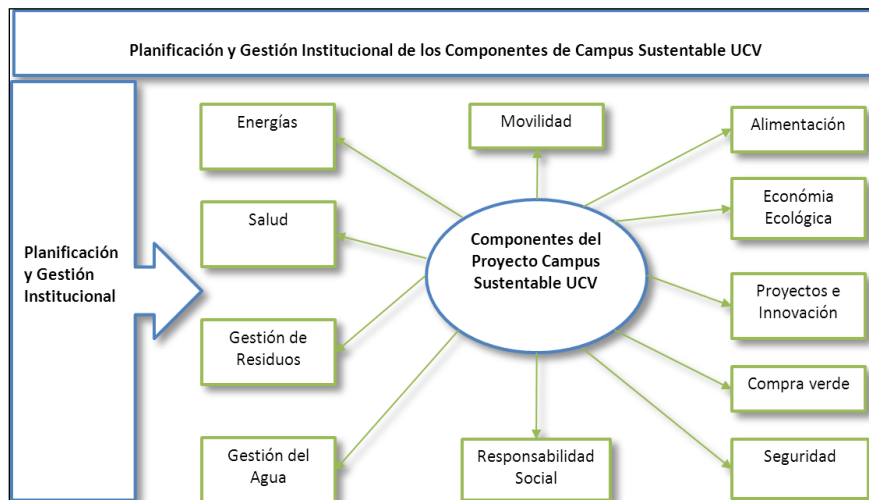 Planificación y Gestión Institucional de los Componentes de Campus Sustentable UCV
Planificación
y Gestión
Institucional
Energías
Salud
Gestión de
Residuos
Gestión del
Agua
Movilidad
Componentes del
Proyecto Campus
Sustentable UCV
Responsabilidad
Social
Alimentación
Económia
Ecológica
Proyectos e
Innovación
Compra verde
Seguridad